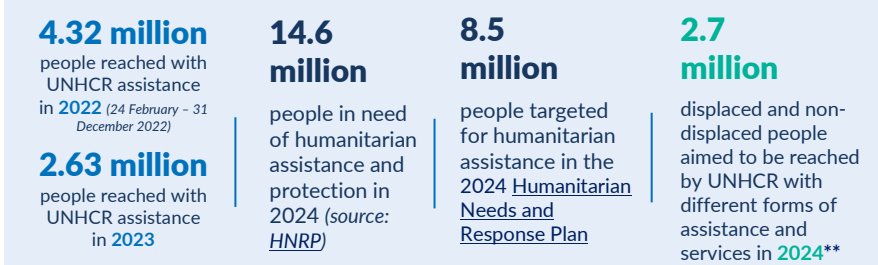 4.32 million
people reached with
UNHCR assistance
in 2022 (24 February – 31
December 2022)
2.63 million
people reached with
UNHCR assistance
in 2023
14.6
million
people in need
of humanitarian
assistance and
protection in
2024 (source:
HNRP)
8.5
million
people targeted
for humanitarian
assistance in the
2024 Humanitarian
Needs and
Response Plan
2.7
million
displaced and non-
displaced people
aimed to be reached
by UNHCR with
different forms of
assistance and
services in 2024**